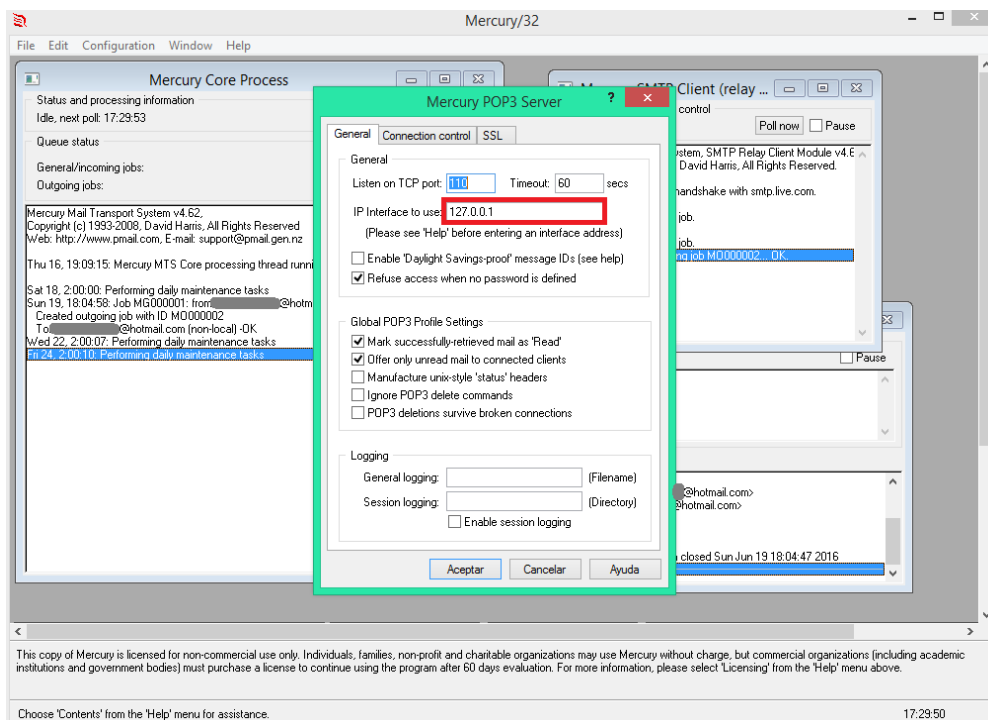 Mercury/32
File Edit Configuration Window Help
Mercury Core Process
Status and processing information
Idle, next poll: 17:29:53
Queue status
General/incoming jobs:
Outgoing jobs:
Mercury Mail Transport System v4.62,
Copyright (c) 1993-2008, David Harris, All Rights Reserved
Web: http://www.pmail.com, E-mail: support@pmail.gen.nz
Thu 16, 19:09:15: Mercury MTS Core processing thread runni
Sat 18, 2:00:00: Performing daily maintenance tasks
Sun 19, 18:04:58: Job MG000001: from @hotm
Created outgoing job with ID MO000002
To @hotmail.com (non-local) -OK
Wed 22, 2:00:07: Performing daily maintenance tasks
Fri 24, 2:00:10: Performing daily maintenance tasks
Mercury POP3 Server
?
General Connection control SSL
General
Listen on TCP port: 110 Timeout: 60 secs
IP Interface to use: 127.0.0.1
(Please see 'Help' before entering an interface address)
Enable 'Daylight Savings-proof' message IDs (see help)
Refuse access when no password is defined
Global POP3 Profile Settings
Mark successfully-retrieved mail as 'Read'
Offer only unread mail to connected clients
Manufacture unix-style 'status' headers
Ignore POP3 delete commands
POP3 deletions survive broken connections
Logging
General logging: (Filename)
Session logging: (Directory)
Enable session logging
Aceptar Cancelar Ayuda
Client (relay ...
control
Poll now Pause
stem, SMTP Relay Client Module v4.6
David Harris, All Rights Reserved.
handshake with smtp.live.com.
job.
job.
ng job MO000002... OK.
Pause
@hotmail.com>
@hotmail.com>
closed Sun Jun 19 18:04:47 2016
This copy of Mercury is licensed for non-commercial use only. Individuals, families, non-profit and charitable organizations may use Mercury without charge, but commercial organizations (including academic
institutions and government bodies) must purchase a license to continue using the program after 60 days evaluation. For more information, please select 'Licensing' from the 'Help' menu above.
Choose 'Contents' from the 'Help' menu for assistance. 17:29:50